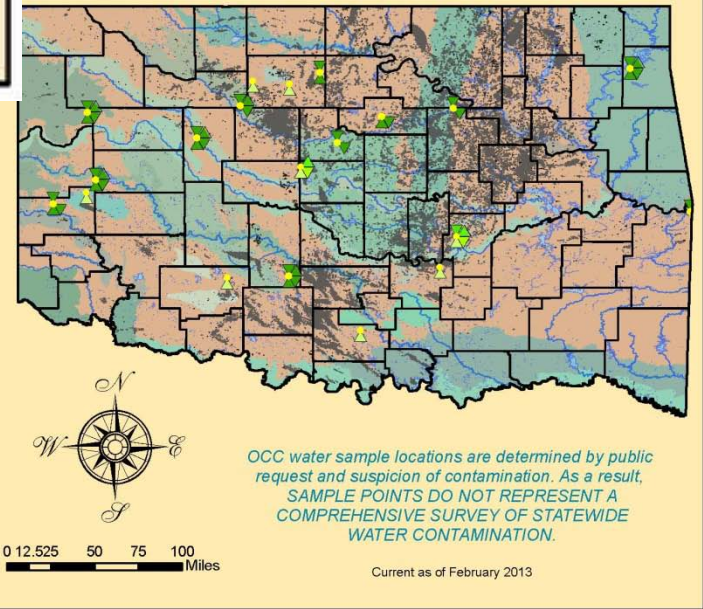 N
W E
S
OCC water sample locations are determined by public
request and suspicion of contamination. As a result,
SAMPLE POINTS DO NOT REPRESENT A
COMPREHENSIVE SURVEY OF STATEWIDE
WATER CONTAMINATION.
0 12.525 50 75 100
Miles
Current as of February 2013